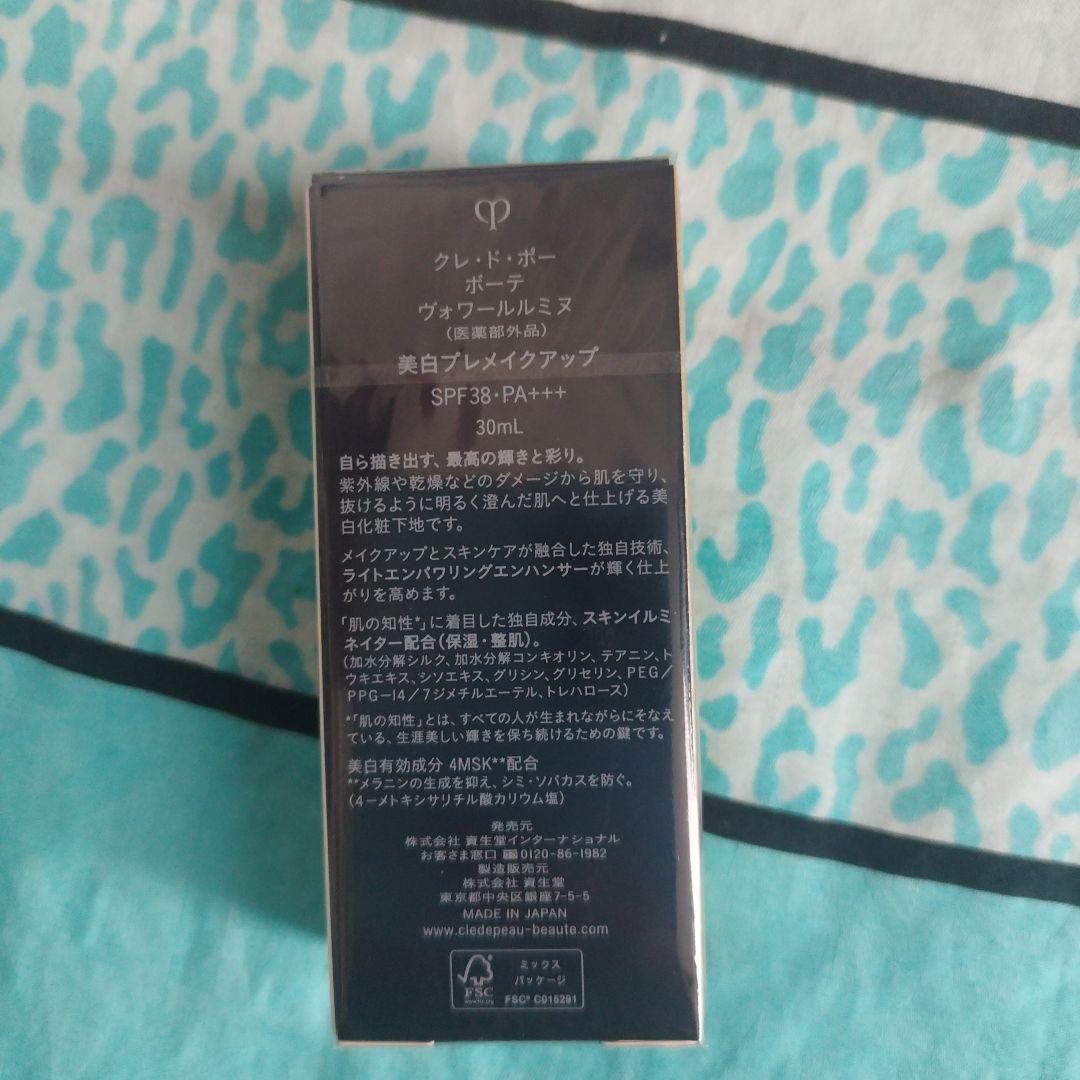 クレ・ド・ポー
ボーテ
ヴォワールルミヌ
(医薬部外品)
美白プレメイクアップ
SPF38・PA+++
30mL
自ら描き出す、最高の輝きと彩り。
紫外線や乾燥などのダメージから肌を守り、
抜けるように明るく澄んだ肌へと仕上げる美
白化粧下地です。
メイクアップとスキンケアが融合した独自技術、
ライトエンパワリングエンハンサーが輝く仕上
がりを高めます。
「肌の知性*」に着目した独自成分、スキンイルミ
ネイター配合(保湿・整肌)。
(加水分解シルク、加水分解コンキオリン、テアニン、ト
ウキエキス、シソエキス、グリシン、グリセリン、PEG/
PPG-14/7ジメチルエーテル、トレハロース)
*「肌の知性」とは、すべての人が生まれながらにそなえ
ている、生涯美しい輝きを保ち続けるための鍵です。
美白有効成分 4MSK**配合
**メラニンの生成を抑え、シミ・ソバカスを防ぐ。
(4-メトキシサリチル酸カリウム塩)
発売元
株式会社 資生堂インターナショナル
お客さま窓口 0120-86-1982
製造販売元
株式会社 資生堂
東京都中央区銀座7-5-5
MADE IN JAPAN
www.cledepeau-beaute.com
ミックス
パッケージ
FSC
www.fsc.org
FSC® C015291